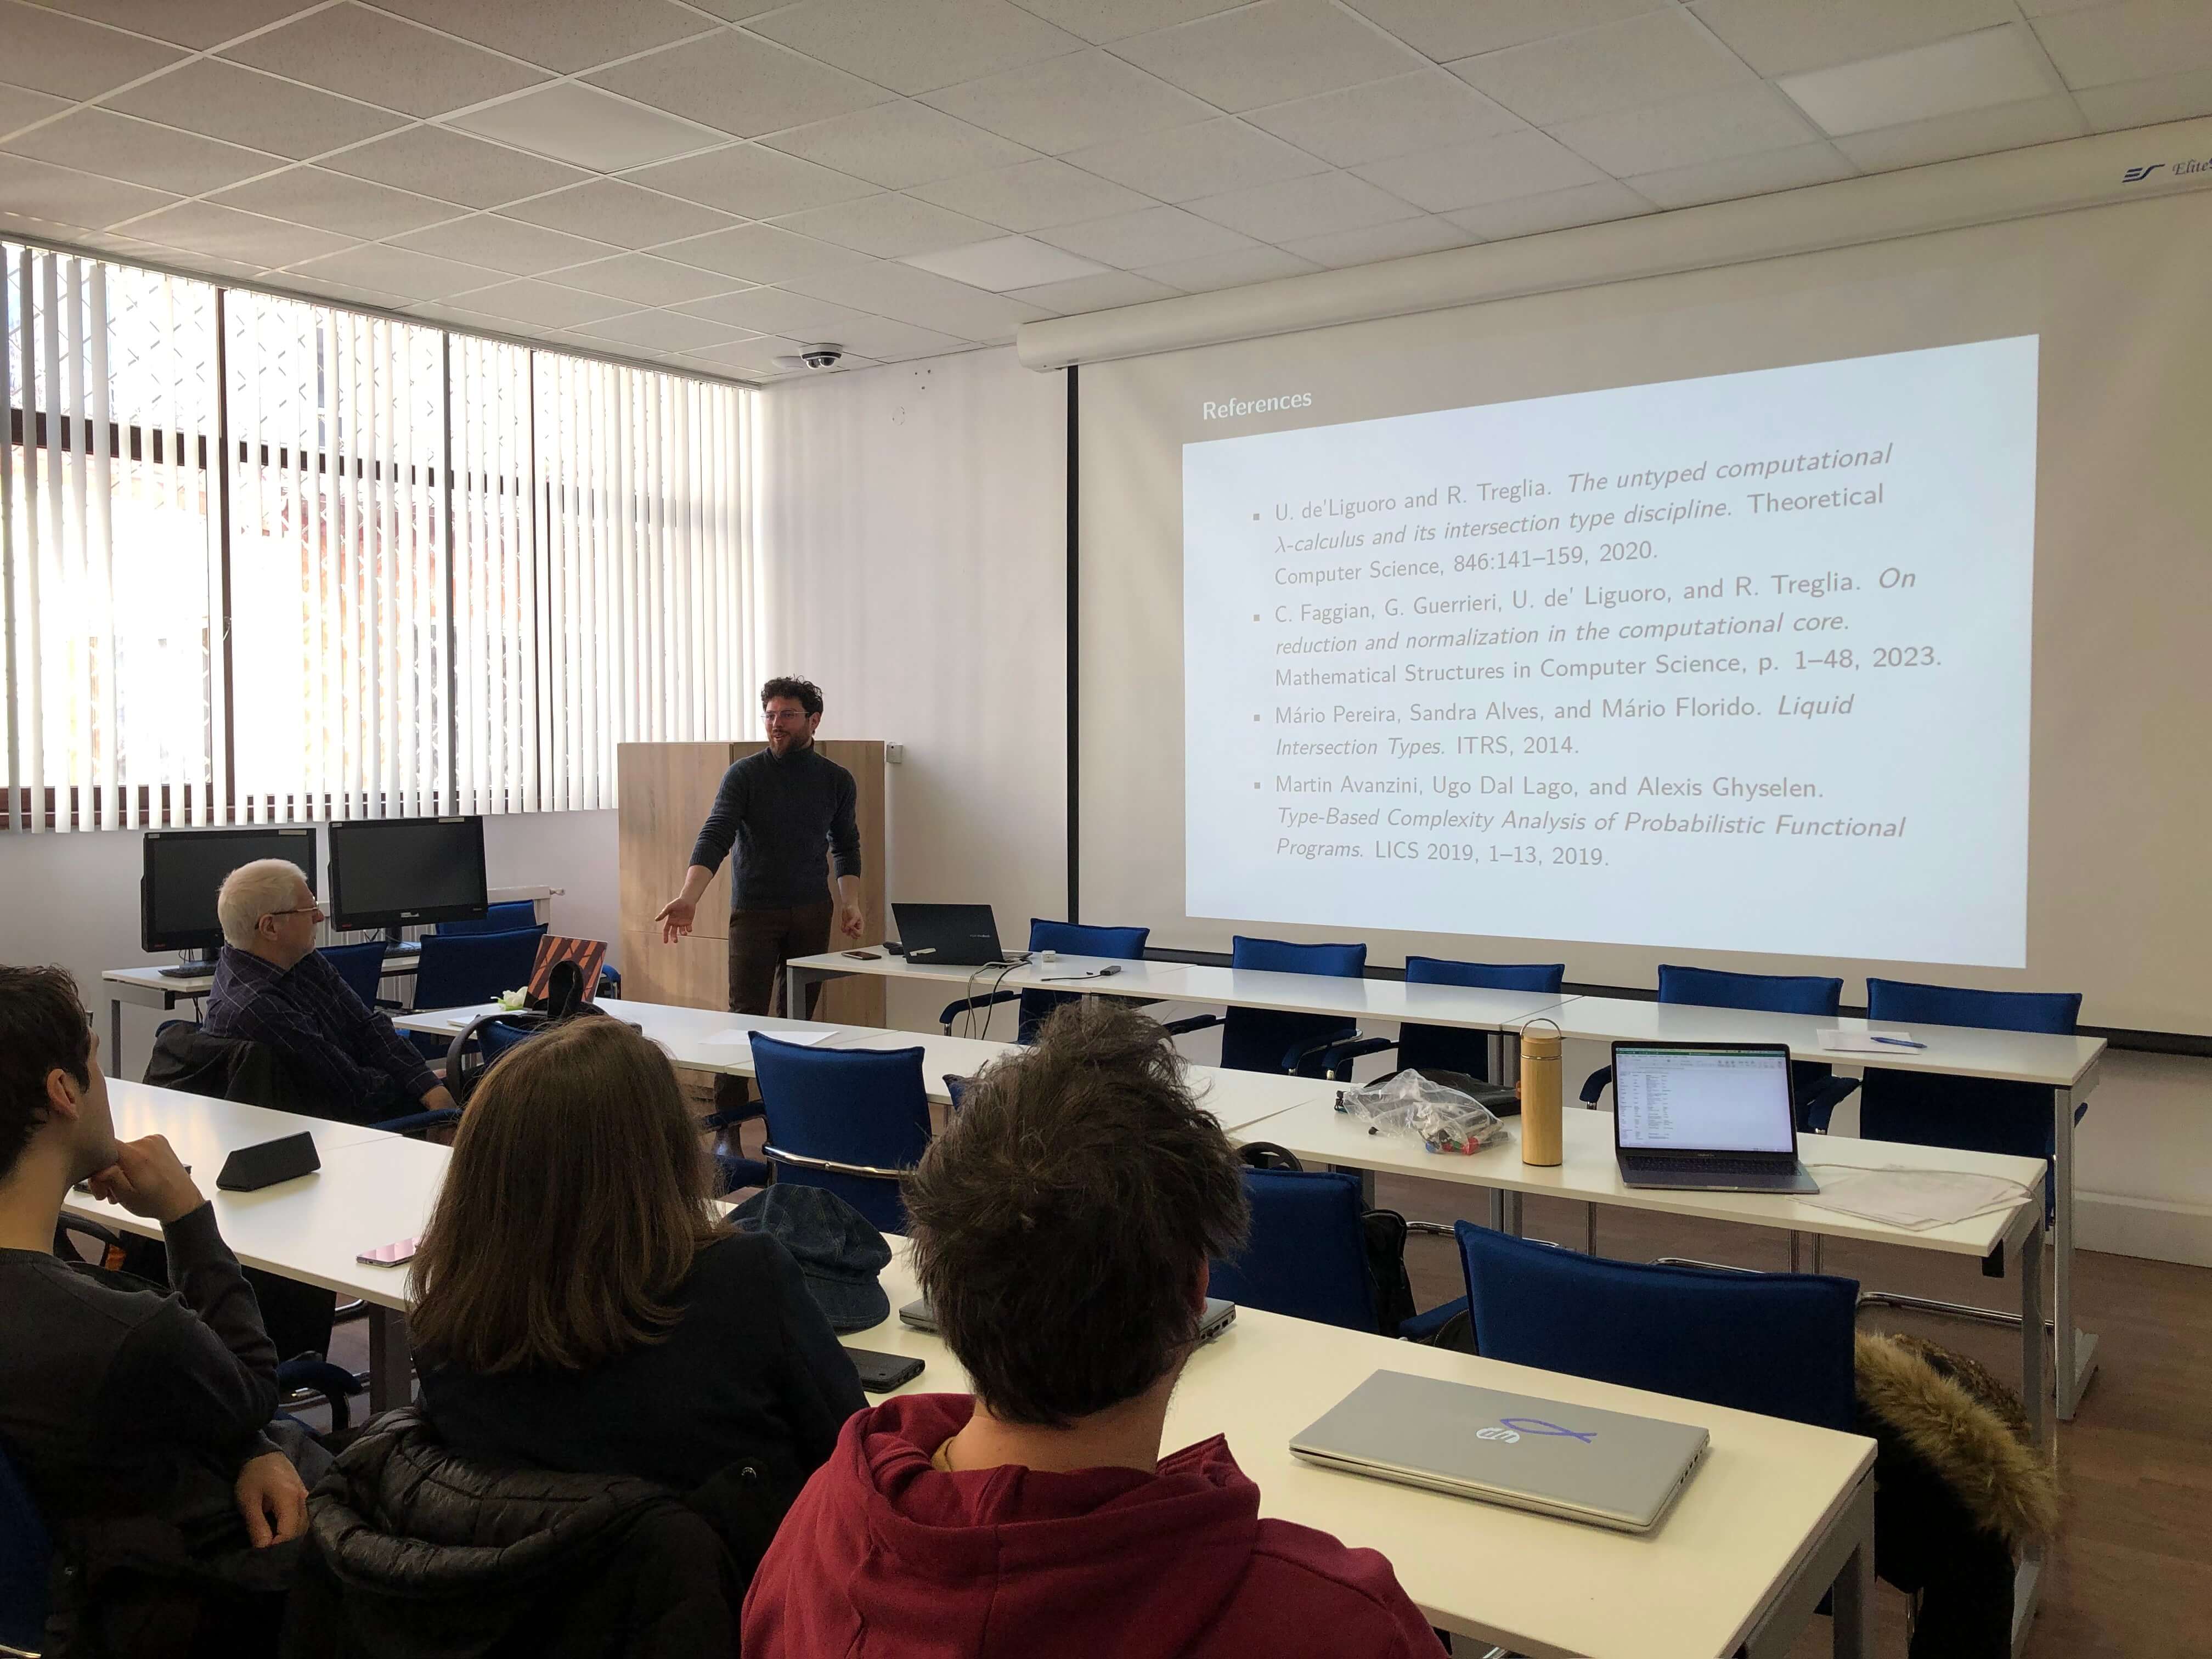 Elite
References
U. de'Liguoro and R. Treglia. The untyped computational
λ-calculus and its intersection type discipline. Theoretical
Computer Science, 846:141–159, 2020.
C. Faggian, G. Guerrieri, U. de' Liguoro, and R. Treglia. On
reduction and normalization in the computational core.
Mathematical Structures in Computer Science, p. 1–48, 2023.
Mário Pereira, Sandra Alves, and Mário Florido. Liquid
Intersection Types. ITRS, 2014.
Martin Avanzini, Ugo Dal Lago, and Alexis Ghyselen.
Type-Based Complexity Analysis of Probabilistic Functional
Programs. LICS 2019, 1–13, 2019.
hp